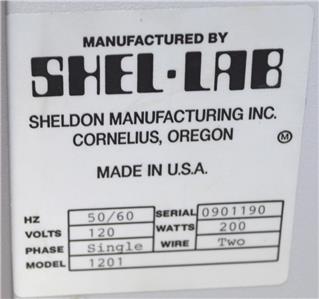 MANUFACTURED BY
SHEL·LAB
SHELDON MANUFACTURING INC.
CORNELIUS, OREGON
M
MADE IN U.S.A.
HZ 50/60 SERIAL 0901190
VOLTS 120 WATTS 200
PHASE Single WIRE Two
MODEL 1201